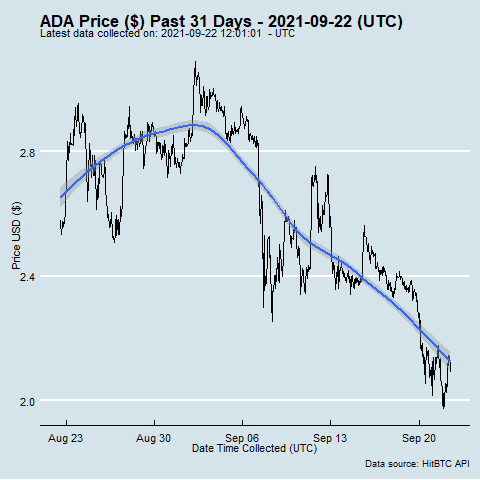 ADA Price ($) Past 31 Days - 2021-09-22 (UTC)
Latest data collected on: 2021-09-22 12:01:01 - UTC
Price USD ($)
2.8
2.4
2.0
Aug 23 Aug 30 Sep 06 Sep 13 Sep 20
Date Time Collected (UTC)
Data source: HitBTC API